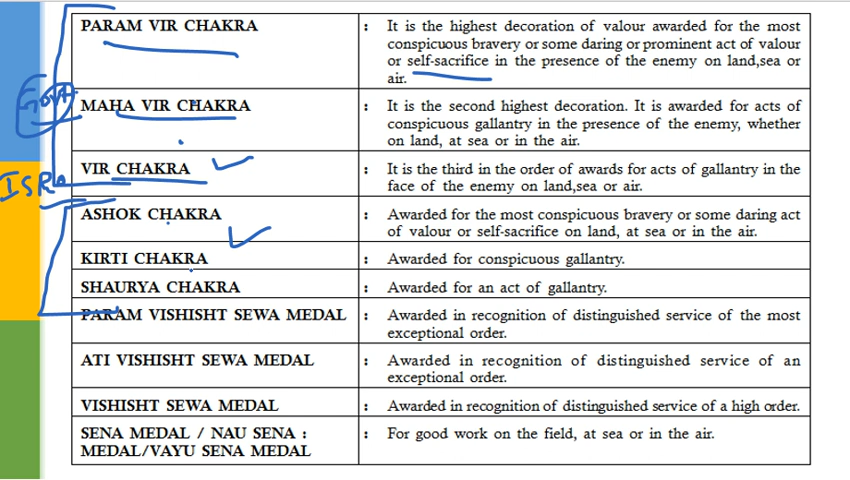 PARAM VIR CHAKRA : It is the highest decoration of valour awarded for the most
conspicuous bravery or some daring or prominent act of valour
or self-sacrifice in the presence of the enemy on land,sea or
air.
MAHA VIR CHAKRA : It is the second highest decoration. It is awarded for acts of
conspicuous gallantry in the presence of the enemy, whether
on land, at sea or in the air.
VIR CHAKRA : It is the third in the order of awards for acts of gallantry in the
face of the enemy on land,sea or air.
ASHOK CHAKRA : Awarded for the most conspicuous bravery or some daring act
of valour or self-sacrifice on land, at sea or in the air.
KIRTI CHAKRA : Awarded for conspicuous gallantry.
SHAURYA CHAKRA : Awarded for an act of gallantry.
PARAM VISHISHT SEWA MEDAL : Awarded in recognition of distinguished service of the most
exceptional order.
ATI VISHISHT SEWA MEDAL : Awarded in recognition of distinguished service of an
exceptional order.
VISHISHT SEWA MEDAL : Awarded in recognition of distinguished service of a high order.
SENA MEDAL / NAU SENA : : For good work on the field, at sea or in the air.
MEDAL/VAYU SENA MEDAL